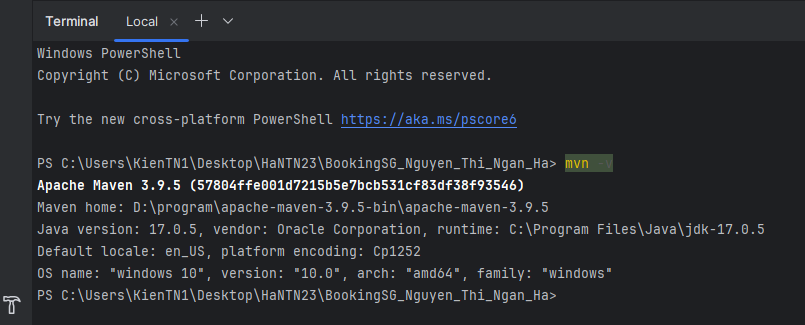 Terminal Local
Windows PowerShell
Copyright (C) Microsoft Corporation. All rights reserved.
Try the new cross-platform PowerShell https://aka.ms/pscore6
PS C:\Users\KienTN1\Desktop\HaNTN23\BookingSG_Nguyen_Thi_Ngan_Ha> mvn -v
Apache Maven 3.9.5 (57804ffe001d7215b5e7bcb531cf83df38f93546)
Maven home: D:\program\apache-maven-3.9.5-bin\apache-maven-3.9.5
Java version: 17.0.5, vendor: Oracle Corporation, runtime: C:\Program Files\Java\jdk-17.0.5
Default locale: en_US, platform encoding: Cp1252
OS name: "windows 10", version: "10.0", arch: "amd64", family: "windows"
PS C:\Users\KienTN1\Desktop\HaNTN23\BookingSG_Nguyen_Thi_Ngan_Ha>